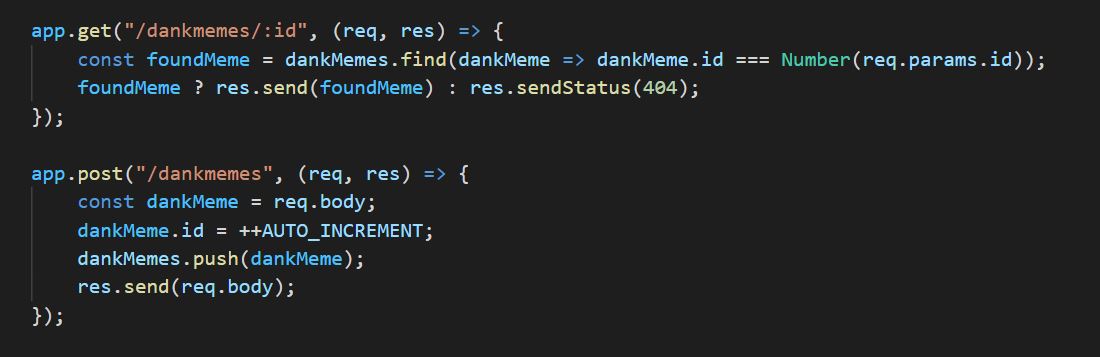 app.get("/dankmemes/:id", (req, res) => {
    const foundMeme = dankMemes.find(dankMeme => dankMeme.id === Number(req.params.id));
    foundMeme ? res.send(foundMeme) : res.sendStatus(404);
});

app.post("/dankmemes", (req, res) => {
    const dankMeme = req.body;
    dankMeme.id = ++AUTO_INCREMENT;
    dankMemes.push(dankMeme);
    res.send(req.body);
});